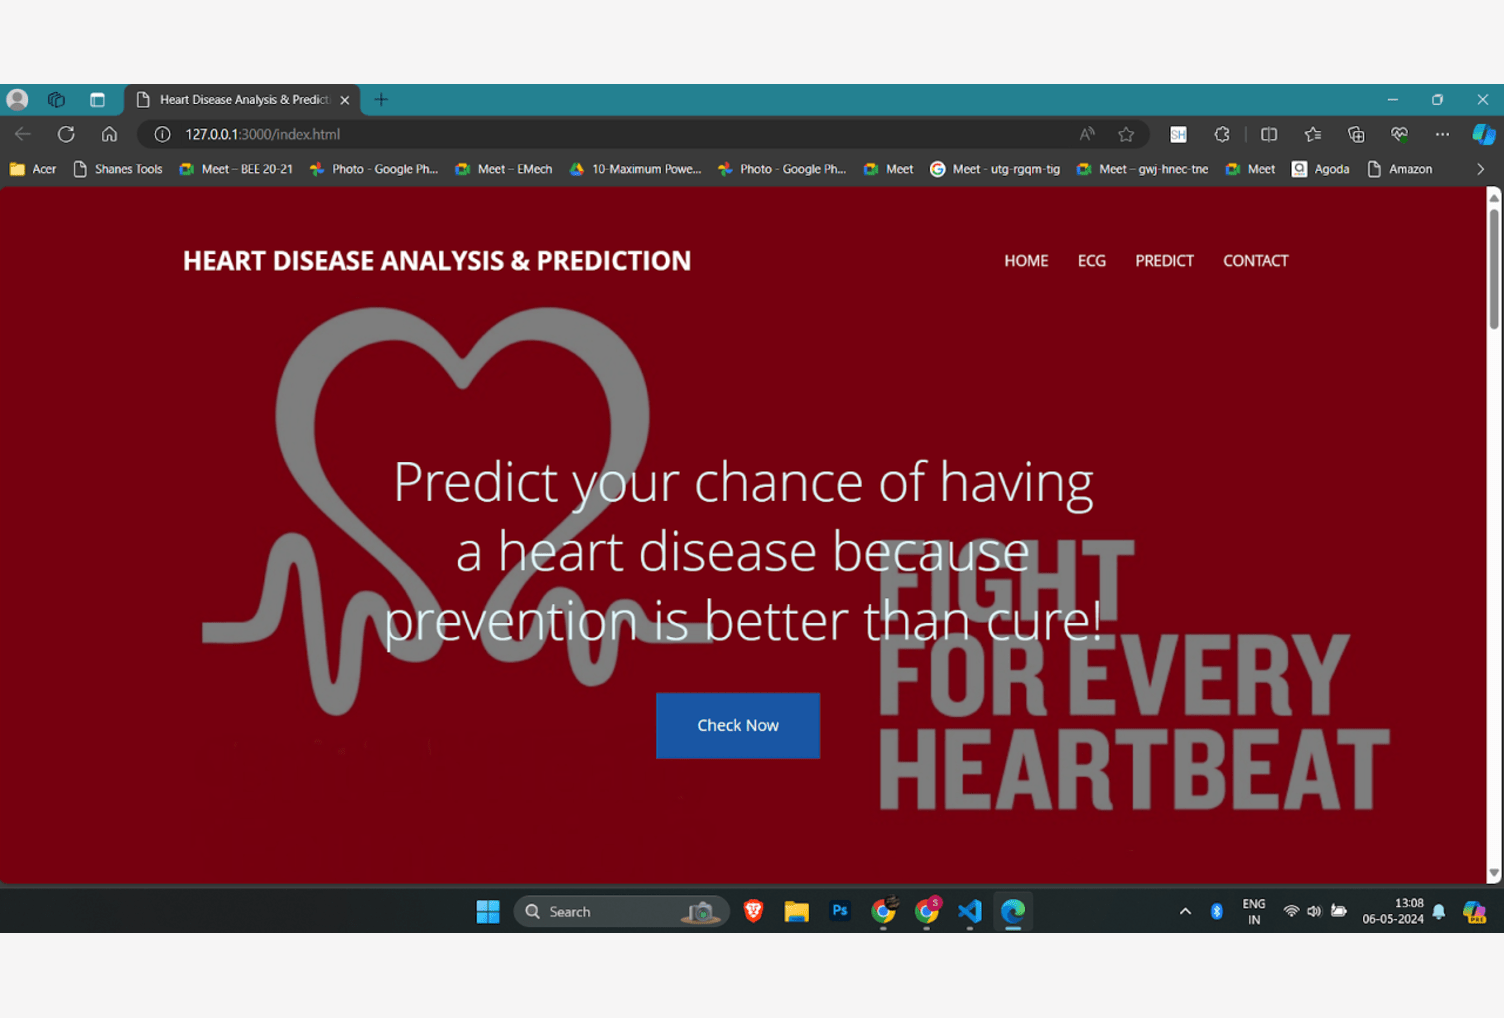 Heart Disease Analysis & Predict
127.0.0.1:3000/index.html
SH
Acer
Shanes Tools
Meet – BEE 20-21
Photo - Google Ph...
Meet – EMech
10-Maximum Powe...
Photo - Google Ph...
Meet
Meet - utg-rgqm-tig
Meet – gwj-hnec-tne
Meet
Agoda
Amazon
HEART DISEASE ANALYSIS & PREDICTION
HOME
ECG
PREDICT
CONTACT
Predict your chance of having
a heart disease because
prevention is better than cure!
FIGHT
FOR EVERY
HEARTBEAT
Check Now
Search
Ps
S
ENG
IN
13:08
06-05-2024
PRE